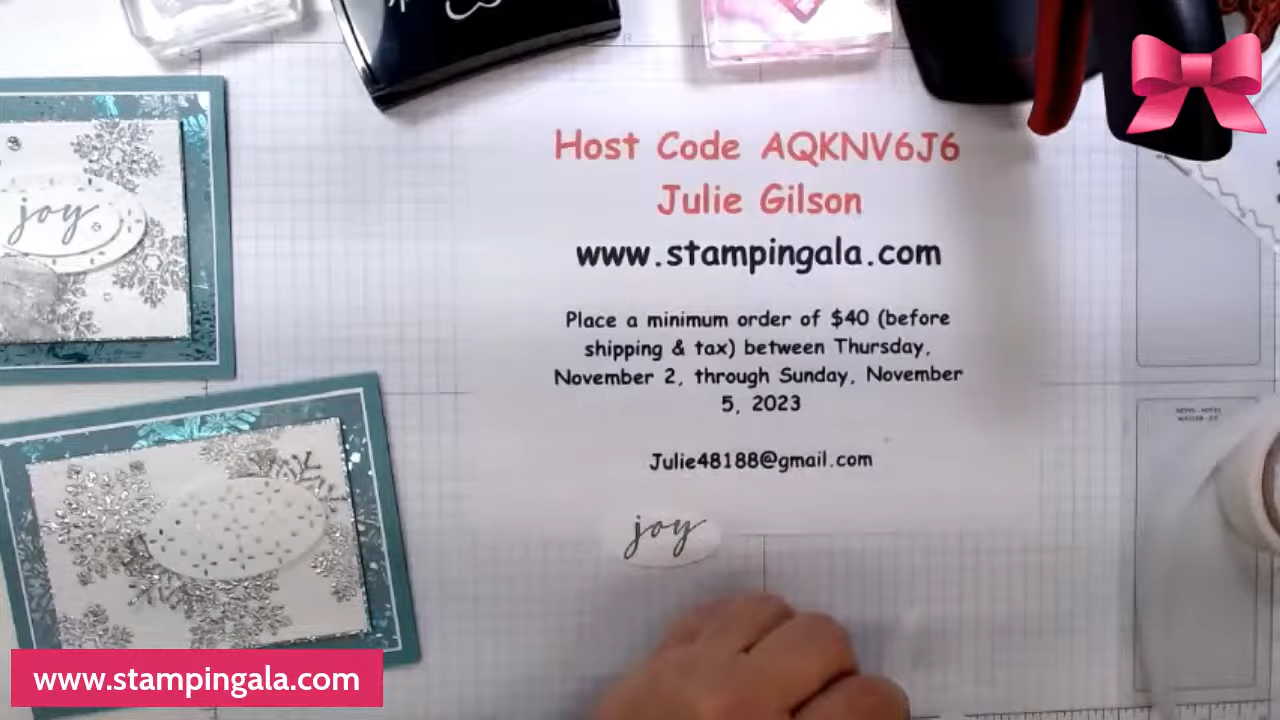 Host Code AQKNV6J6
Julie Gilson
www.stampingala.com
Place a minimum order of $40 (before
shipping & tax) between Thursday,
November 2, through Sunday, November
5, 2023
Julie48188@gmail.com
joy
joy
www.stampingala.com